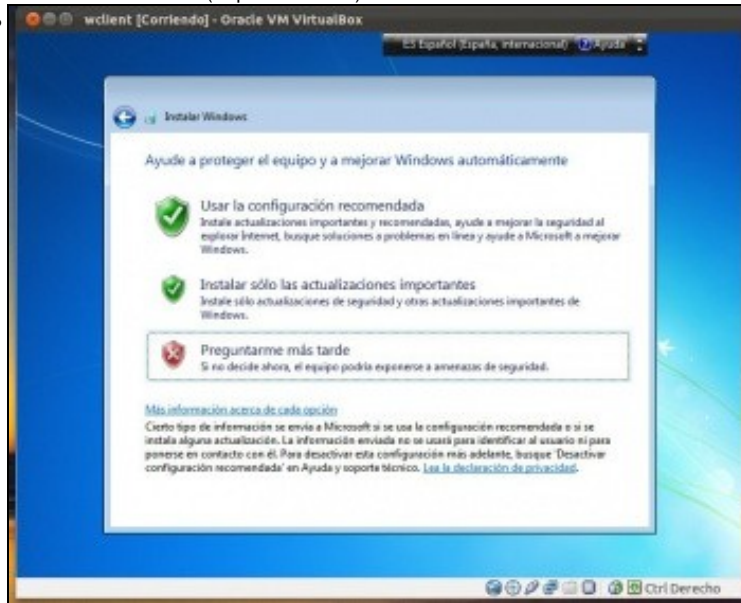 wclient [Corriendo] - Oracle VM VirtualBox
ES Español (España, internacional) Ayuda
Instalar Windows
Ayude a proteger el equipo y a mejorar Windows automáticamente
Usar la configuración recomendada
Instale actualizaciones importantes y recomendadas, ayude a mejorar la seguridad al
explorar Internet, busque soluciones a problemas en línea y ayude a Microsoft a mejorar
Windows.
Instalar sólo las actualizaciones importantes
Instale sólo actualizaciones de seguridad y otras actualizaciones importantes de
Windows.
Preguntarme más tarde
Si no decide ahora, el equipo podría exponerse a amenazas de seguridad.
Más información acerca de cada opción
Cierto tipo de información se envía a Microsoft si se usa la configuración recomendada o si se
instala alguna actualización. La información enviada no se usará para identificar al usuario ni para
ponerse en contacto con él. Para desactivar esta configuración más adelante, busque 'Desactivar
configuración recomendada' en Ayuda y soporte técnico. Lea la declaración de privacidad.
Ctrl Derecho